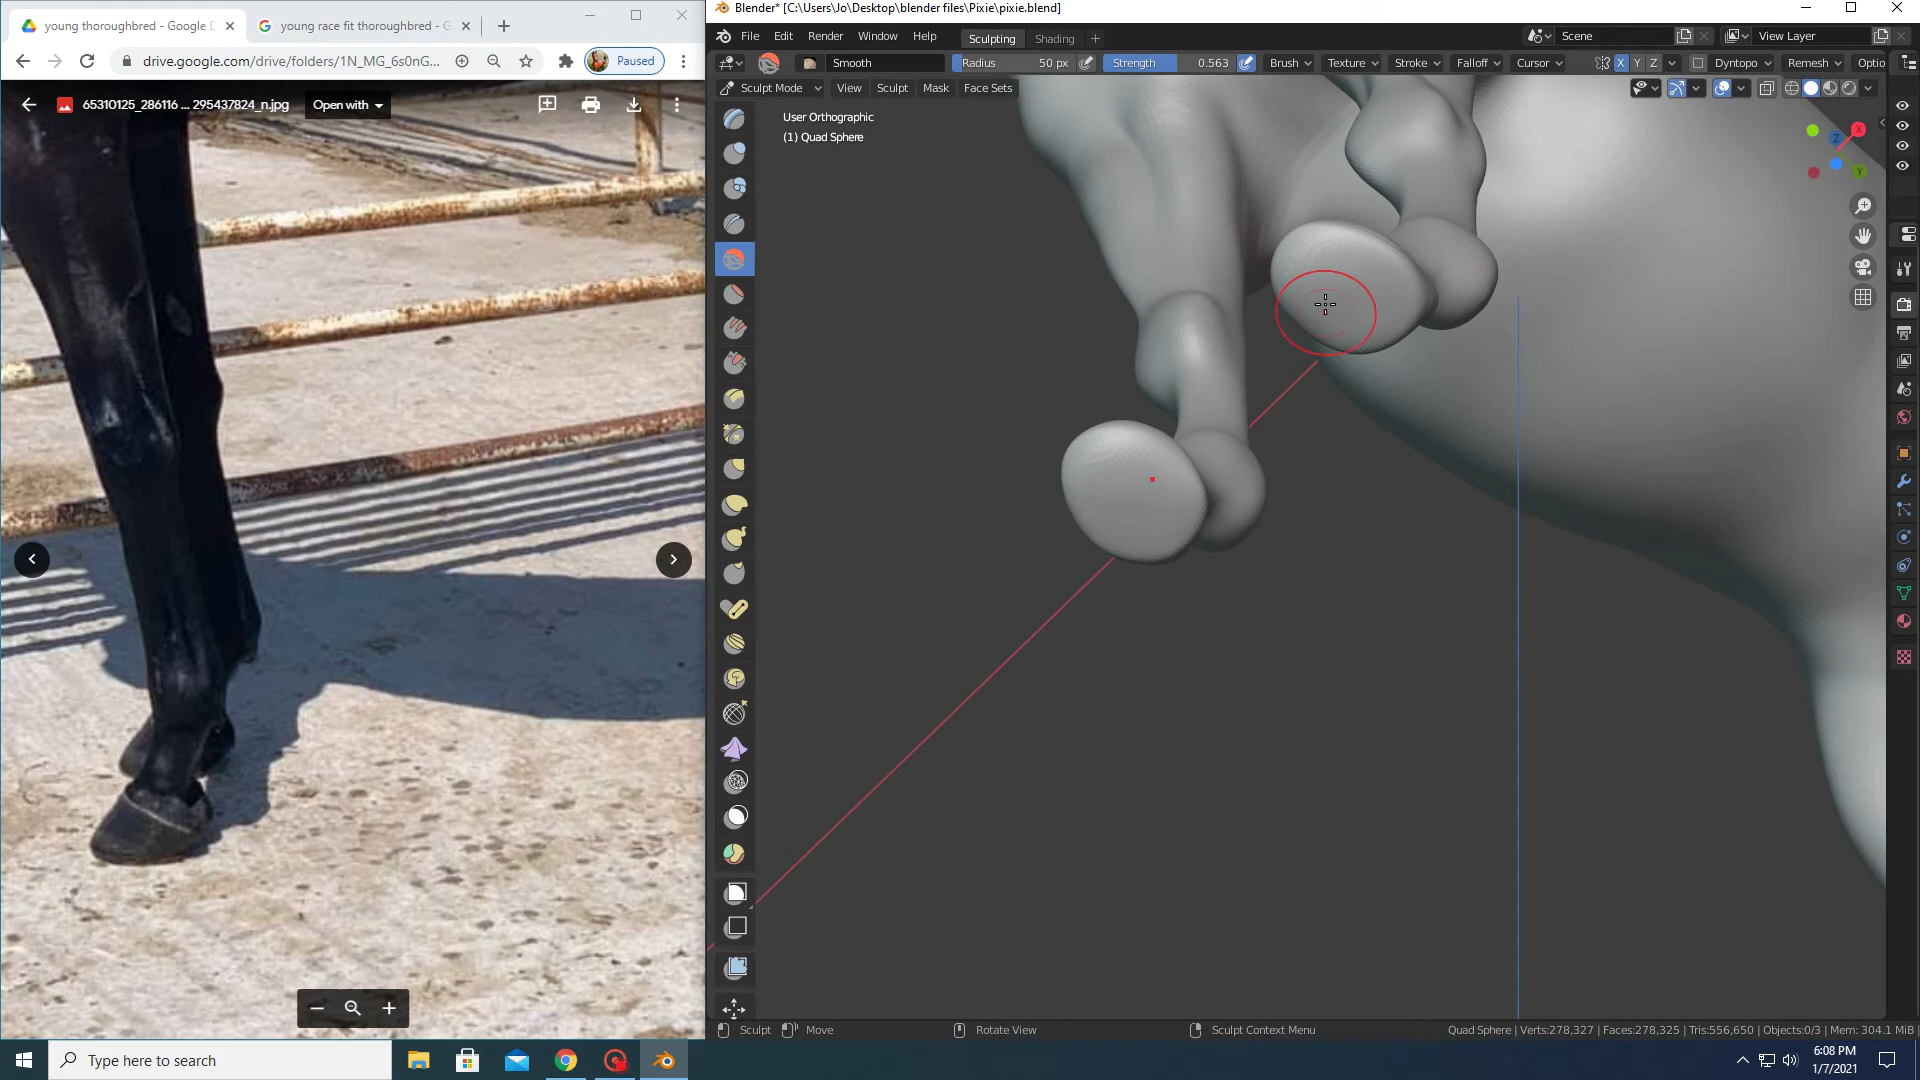 young thoroughbred - Google D
young race fit thoroughbred - G
drive.google.com/drive/folders/1N_MG_6s0nG...
Paused
65310125_286116 ... 295437824_n.jpg
Open with
Blender* [C:\Users\Jo\Desktop\blender files\Pixie\pixie.blend]
File Edit Render Window Help
Sculpting
Shading
Scene
View Layer
Smooth
Radius 50 px
Strength 0.563
Brush
Texture
Stroke
Falloff
Cursor
X Y Z
Dyntopo
Remesh
Optio
Sculpt Mode
View Sculpt Mask Face Sets
User Orthographic
(1) Quad Sphere
X
Z
Y
Sculpt
Move
Rotate View
Sculpt Context Menu
Quad Sphere | Verts:278,327 | Faces:278,325 | Tris:556,650 | Objects:0/3 | Mem: 304.1 MiB
Type here to search
6:08 PM
1/7/2021